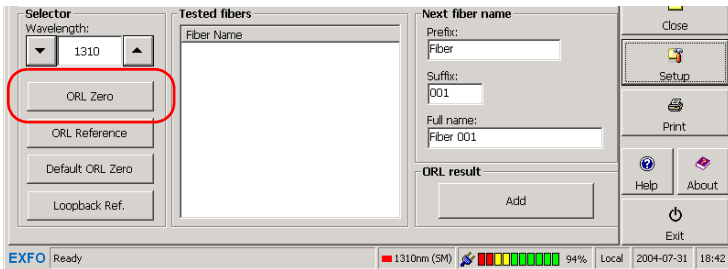 Selector
Wavelength:
1310
ORL Zero
ORL Reference
Default ORL Zero
Loopback Ref.
Tested fibers
Fiber Name
Next fiber name
Prefix:
Fiber
Suffix:
001
Full name:
Fiber 001
ORL result
Add
Close
Setup
Print
Help
About
Exit
EXFO Ready
1310nm (SM)
94%
Local
2004-07-31